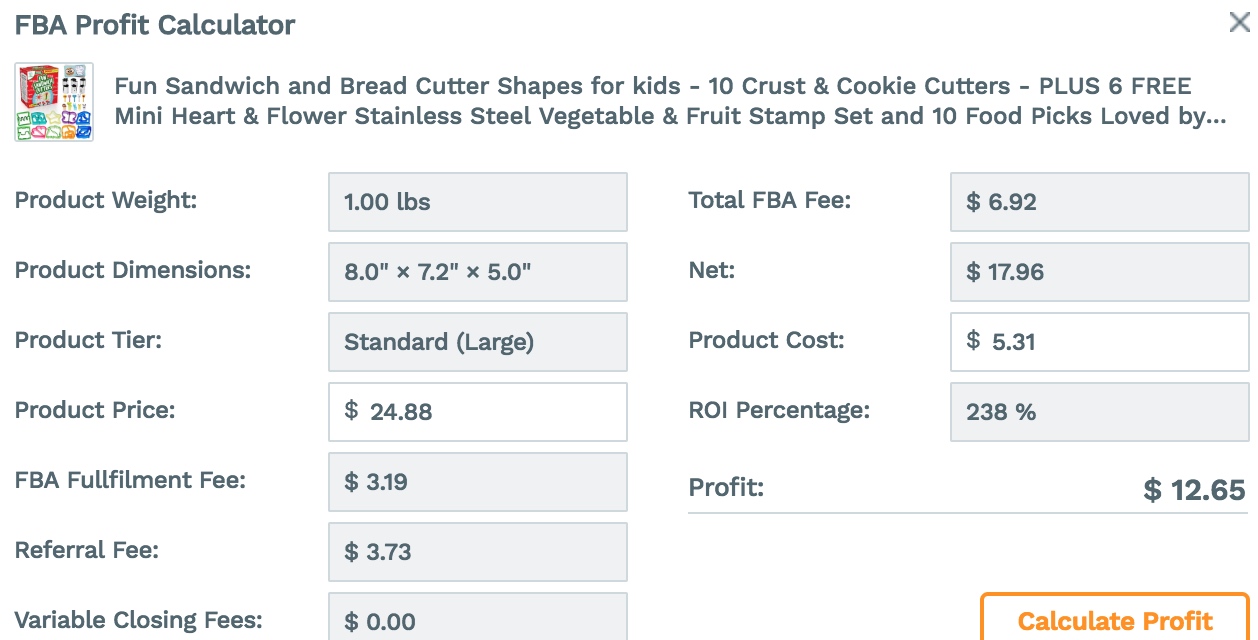 FBA Profit Calculator
Fun Sandwich and Bread Cutter Shapes for kids - 10 Crust & Cookie Cutters - PLUS 6 FREE
Mini Heart & Flower Stainless Steel Vegetable & Fruit Stamp Set and 10 Food Picks Loved by...
Product Weight:
1.00 lbs
Product Dimensions:
8.0" × 7.2" × 5.0"
Product Tier:
Standard (Large)
Product Price:
$ 24.88
FBA Fullfilment Fee:
$ 3.19
Referral Fee:
$ 3.73
Variable Closing Fees:
$ 0.00
Total FBA Fee:
$ 6.92
Net:
$ 17.96
Product Cost:
$ 5.31
ROI Percentage:
238 %
Profit:
$ 12.65
Calculate Profit